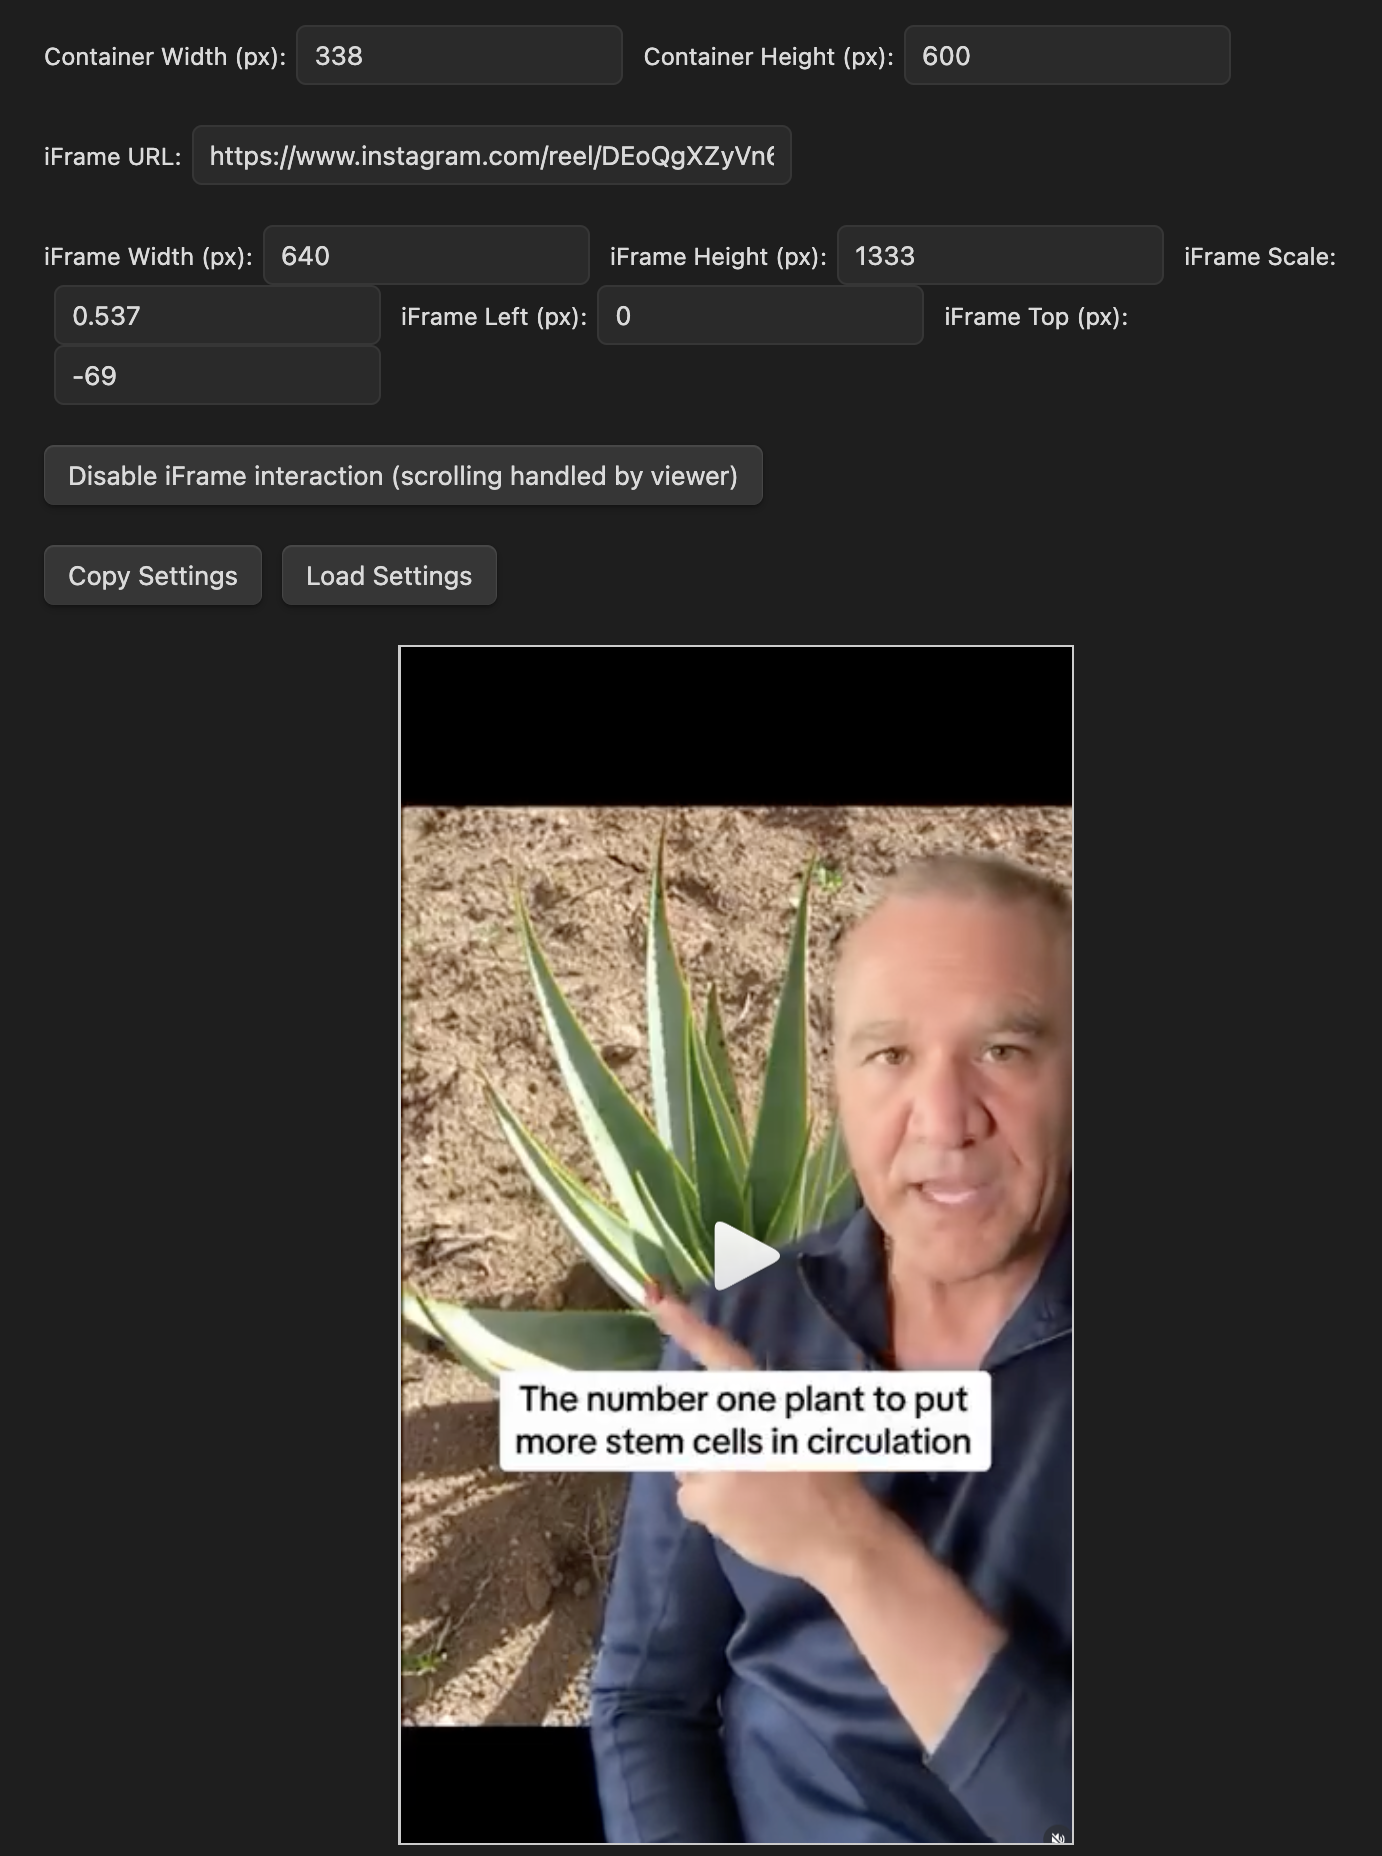 Container Width (px): 338 Container Height (px): 600
iFrame URL: https://www.instagram.com/reel/DEoQgXZyVn
iFrame Width (px): 640 iFrame Height (px): 1333 iFrame Scale:
0.537 iFrame Left (px): 0 iFrame Top (px):
-69
Disable iFrame interaction (scrolling handled by viewer)
Copy Settings Load Settings
The number one plant to put
more stem cells in circulation